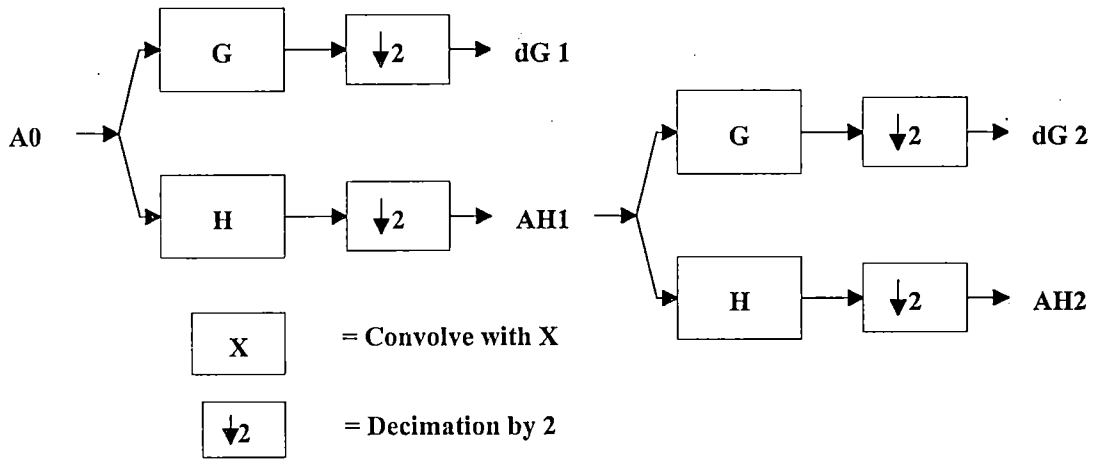 G
↓2
dG 1
A0
G
↓2
dG 2
H
↓2
AH1
H
↓2
AH2
X
= Convolve with X
↓2
= Decimation by 2